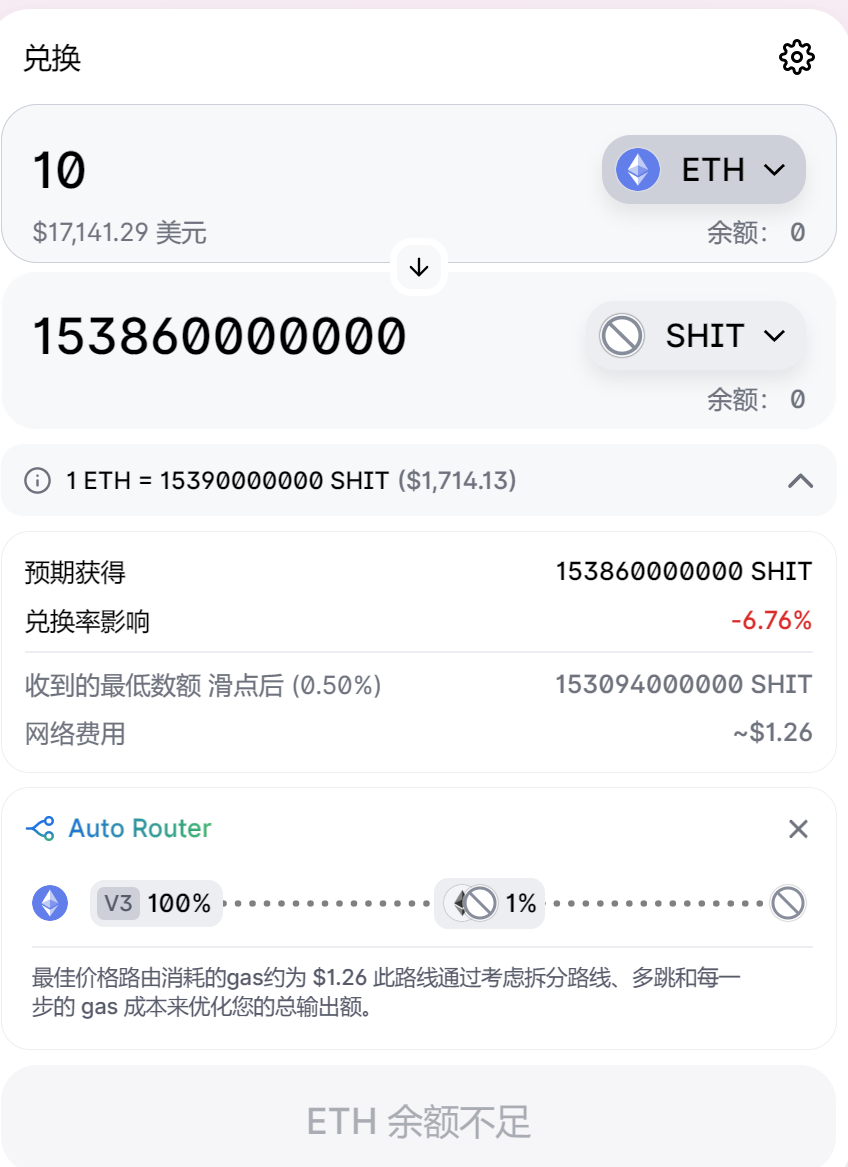 兑换
10
ETH
$17,141.29 美元
余额： 0
153860000000
SHIT
余额： 0
1 ETH = 15390000000 SHIT ($1,714.13)
预期获得 153860000000 SHIT
兑换率影响 -6.76%
收到的最低数额 滑点后 (0.50%) 153094000000 SHIT
网络费用 ~$1.26
Auto Router
V3 100% 1%
最佳价格路由消耗的gas约为 $1.26 此路线通过考虑拆分路线、多跳和每一
步的 gas 成本来优化您的总输出额。
ETH 余额不足